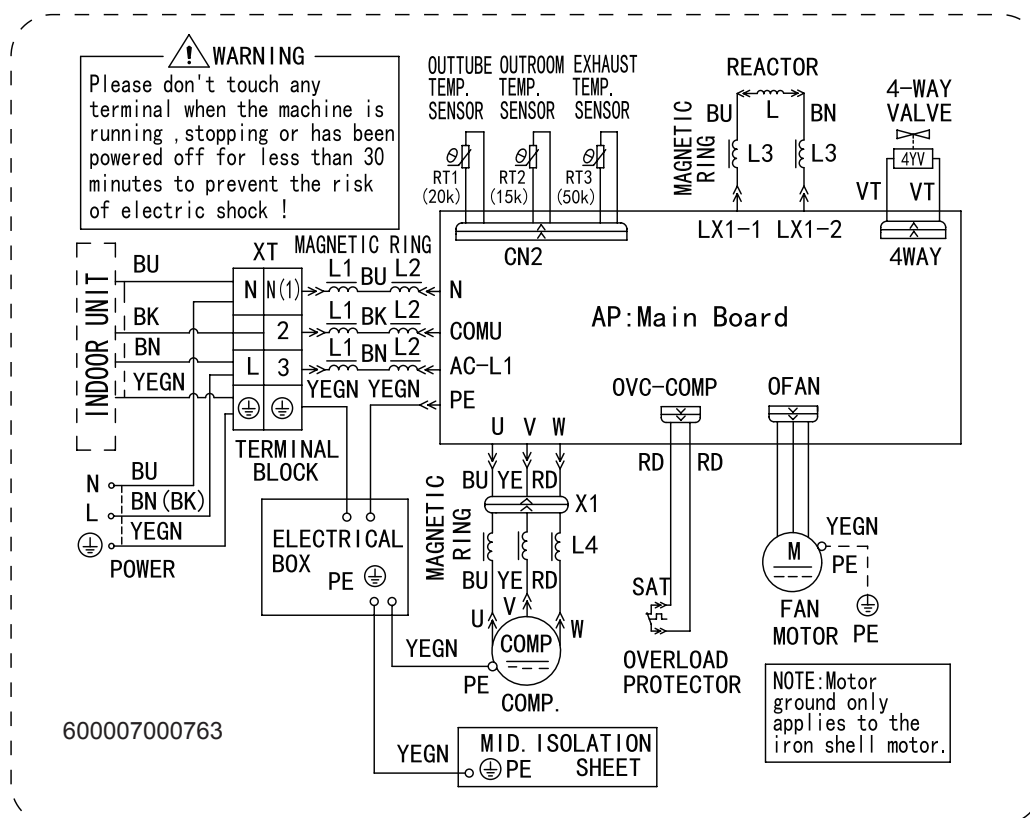 WARNING
Please don't touch any
terminal when the machine is
running ,stopping or has been
powered off for less than 30
minutes to prevent the risk
of electric shock !
OUTTUBE OUTROOM EXHAUST
TEMP. TEMP. TEMP.
SENSOR SENSOR SENSOR
θ θ θ
RT1 RT2 RT3
(20k) (15k) (50k)
CN2
REACTOR
BU L BN
MAGNETIC
RING
L3 L3
LX1-1 LX1-2
4-WAY
VALVE
4YV
VT VT
4WAY
INDOOR UNIT
BU
BK
BN
YEGN
XT
N N(1)
2
L 3
TERMINAL
BLOCK
MAGNETIC RING
L1 BU L2
L1 BK L2
L1 BN L2
YEGN YEGN
N
COMU
AC-L1
PE
AP:Main Board
OVC-COMP
OFAN
N BU
L BN(BK)
YEGN
POWER
ELECTRICAL
BOX
PE
U V W
BU YE RD
X1
MAGNETIC
RING
L4
BU YE RD
U V W
COMP
COMP.
PE
YEGN
RD RD
SAT
OVERLOAD
PROTECTOR
M
FAN
MOTOR
YEGN
PE
PE
NOTE:Motor
ground only
applies to the
iron shell motor.
YEGN
MID. ISOLATION
PE SHEET
600007000763